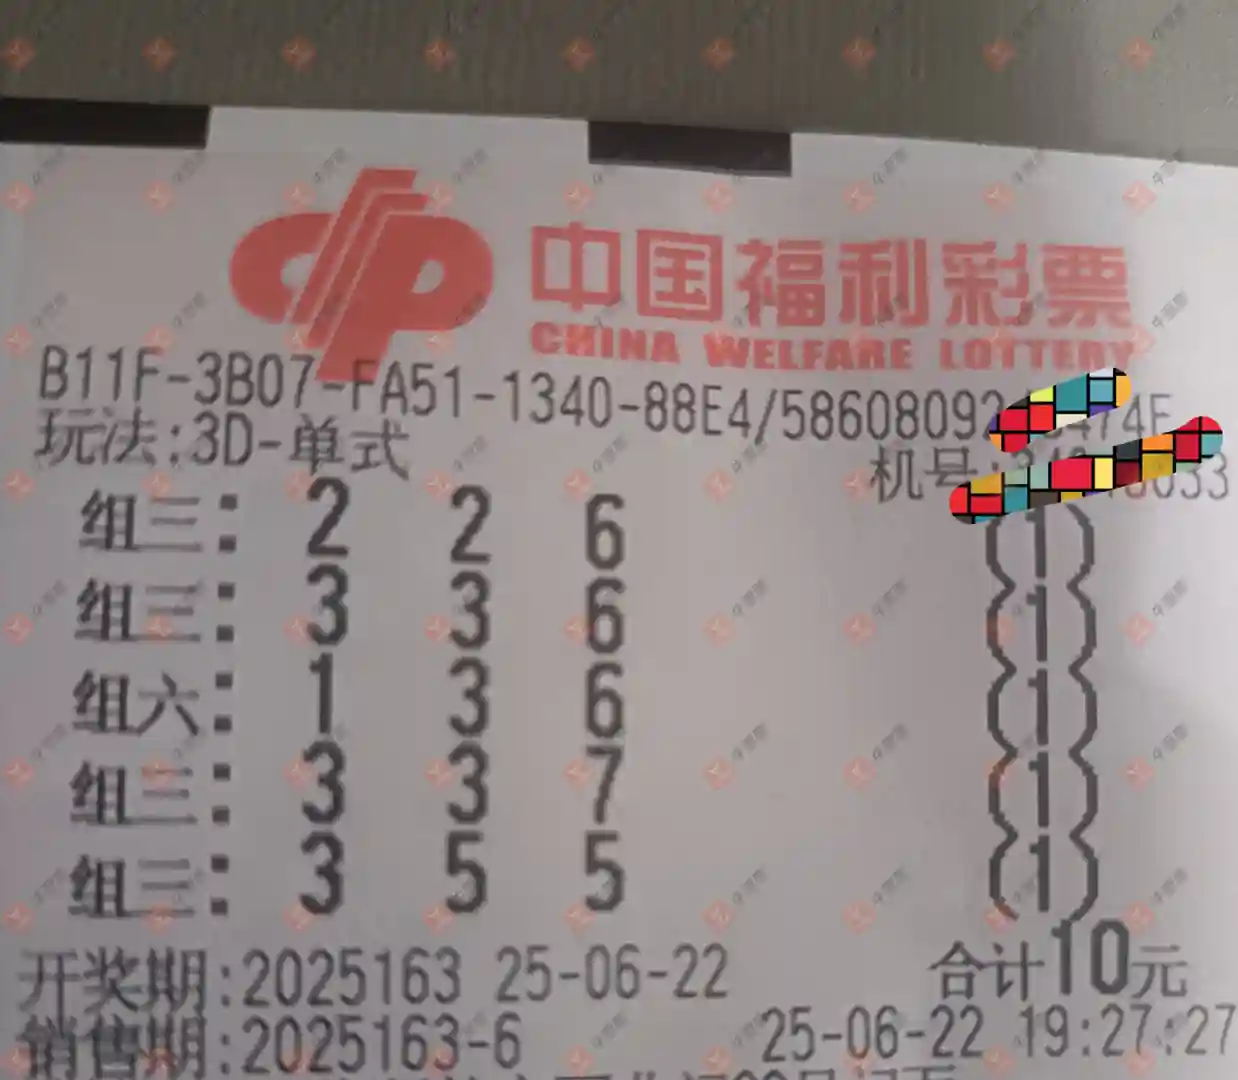 中国福利彩票
CHINA WELFARE LOTTERY
B11F-3B07-FA51-1340-88E4/58608092
玩法:3D-单式
机号:
组三: 2 2 6 (1)
组三: 3 3 6 (1)
组六: 1 3 6 (1)
组三: 3 3 7 (1)
组三: 3 5 5 (1)
开奖期:2025163 25-06-22 合计10元
销售期:2025163-6 25-06-22 19:27:27